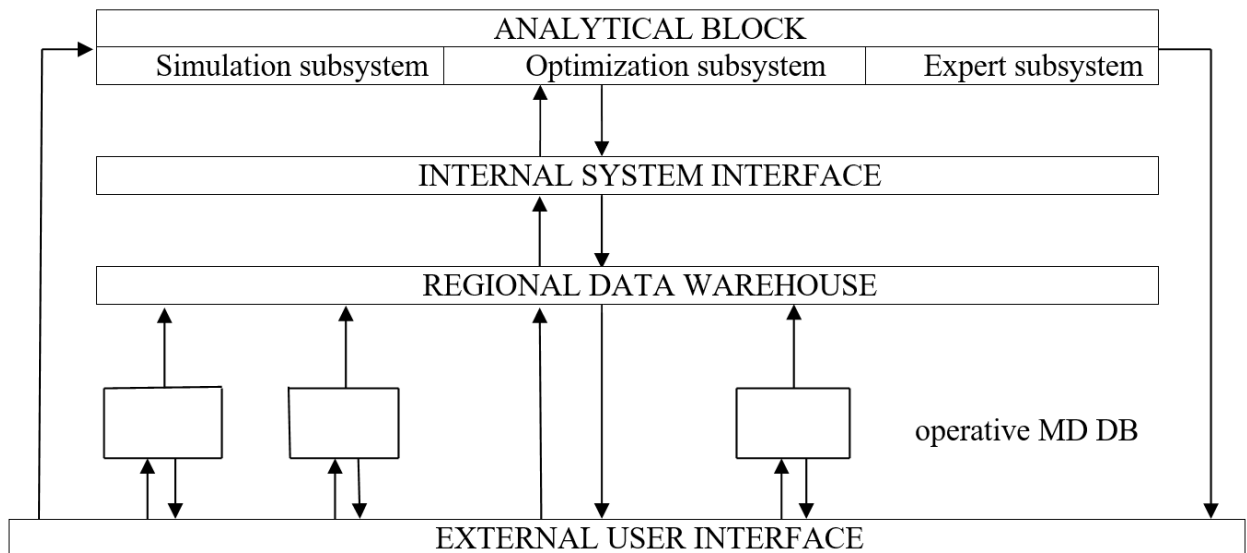 ANALYTICAL BLOCK
Simulation subsystem Optimization subsystem Expert subsystem
INTERNAL SYSTEM INTERFACE
REGIONAL DATA WAREHOUSE
operative MD DB
EXTERNAL USER INTERFACE